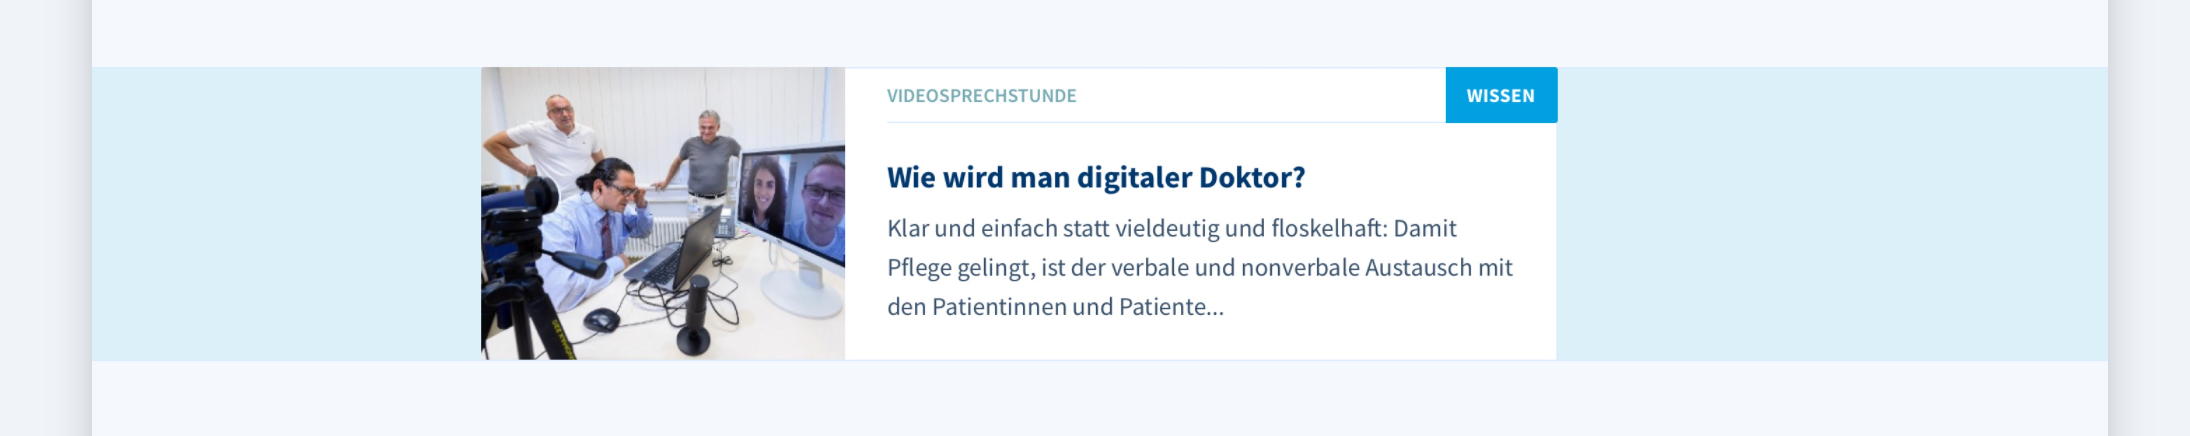 VIDEOSPRECHSTUNDE
WISSEN
Wie wird man digitaler Doktor?
Klar und einfach statt vieldeutig und floskelhaft: Damit
Pflege gelingt, ist der verbale und nonverbale Austausch mit
den Patientinnen und Patiente...